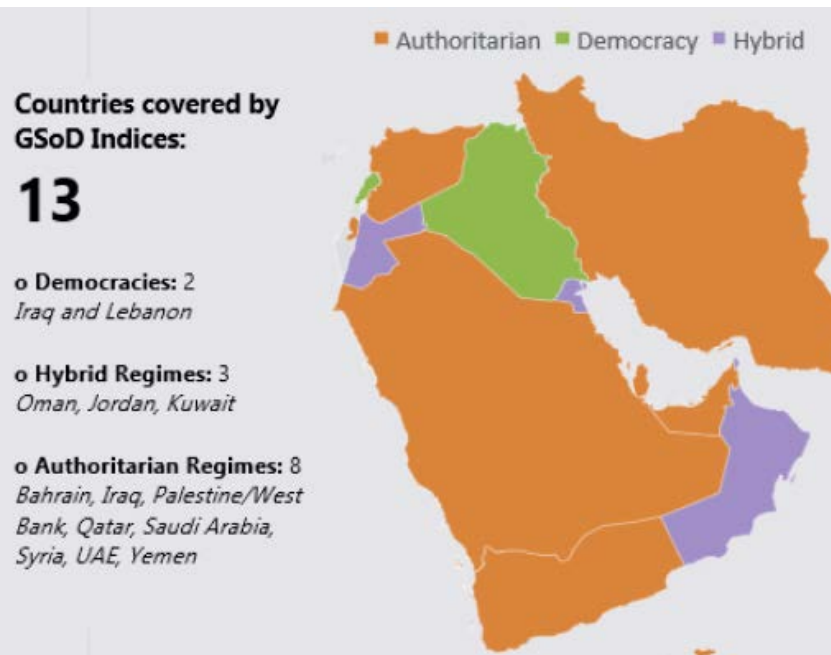 Authoritarian Democracy Hybrid
Countries covered by
GSoD Indices:
13
o Democracies: 2
Iraq and Lebanon
o Hybrid Regimes: 3
Oman, Jordan, Kuwait
o Authoritarian Regimes: 8
Bahrain, Iraq, Palestine/West
Bank, Qatar, Saudi Arabia,
Syria, UAE, Yemen